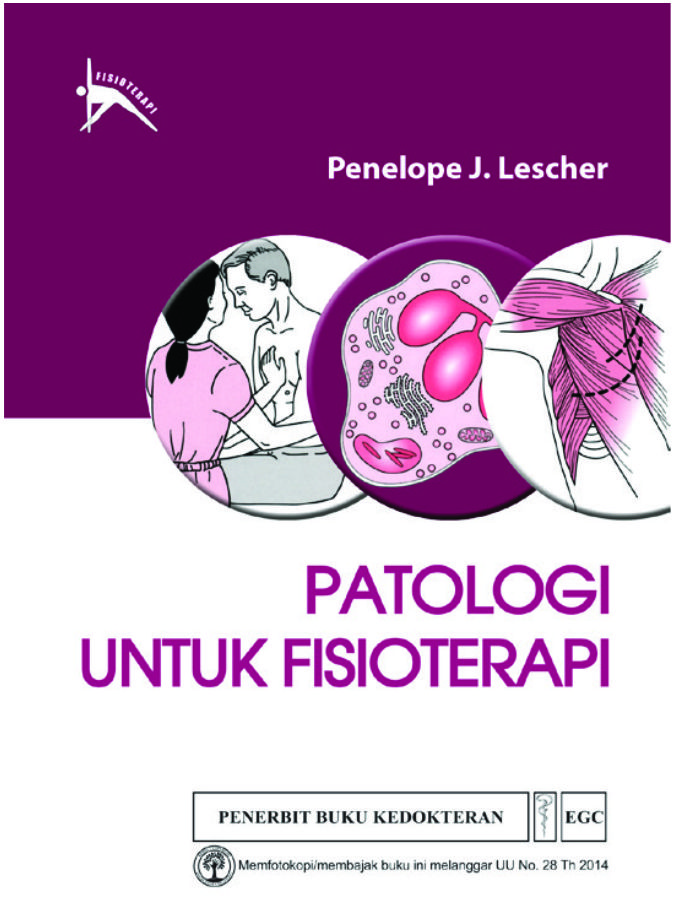 FISIOTERAPI
Penelope J. Lescher
PATOLOGI
UNTUK FISIOTERAPI
PENERBIT BUKU KEDOKTERAN
EGC
Memfotokopi/membajak buku ini melanggar UU No. 28 Th 2014